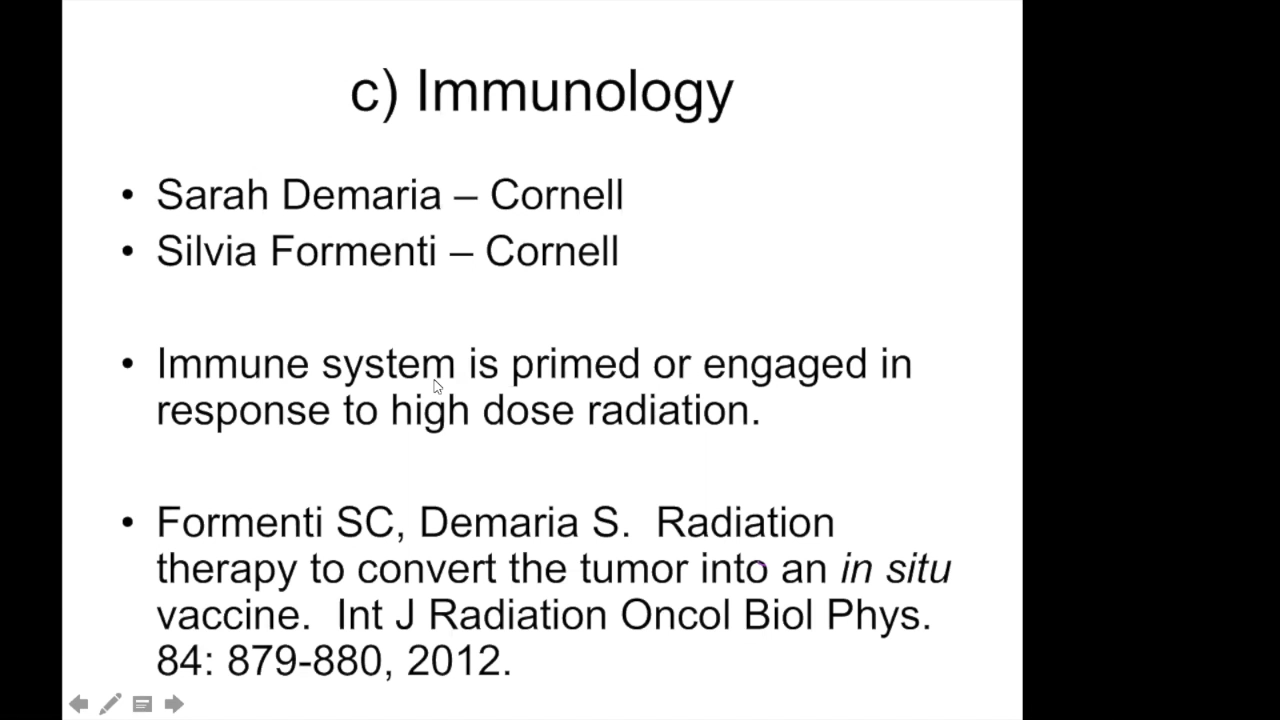 c) Immunology
• Sarah Demaria – Cornell
• Silvia Formenti – Cornell
• Immune system is primed or engaged in
response to high dose radiation.
• Formenti SC, Demaria S.  Radiation
therapy to convert the tumor into an in situ
vaccine.  Int J Radiation Oncol Biol Phys.
84: 879-880, 2012.